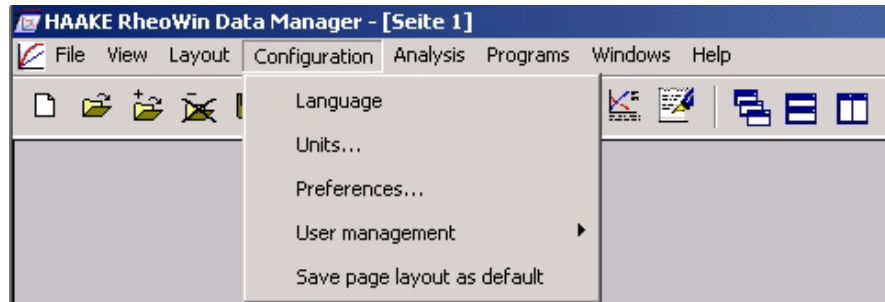 HAAKE RheoWin Data Manager - [Seite 1]
File View Layout Configuration Analysis Programs Windows Help
Language
Units...
Preferences...
User management
Save page layout as default